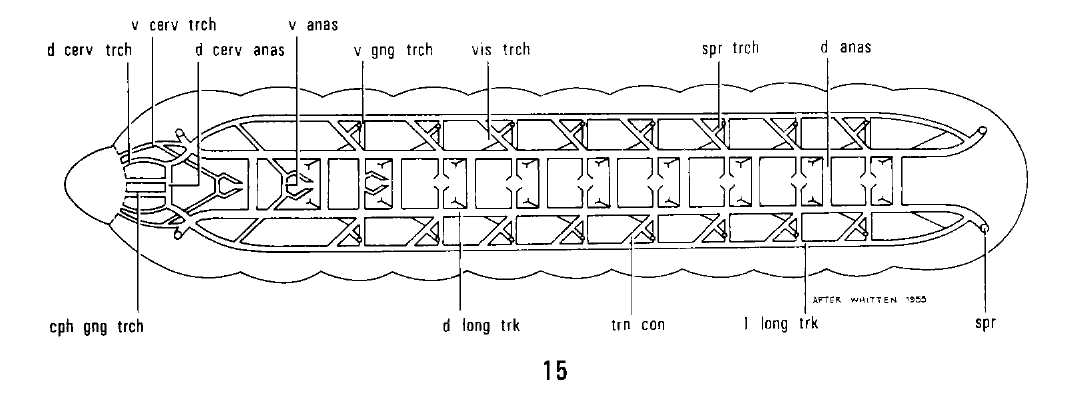 v cerv trch
v anas
d cerv trch
d cerv anas
v gng trch
vis trch
spr trch
d anas
AFTER WHITTEN 1955
cph gng trch
d long trk
trn con
l long trk
spr
15